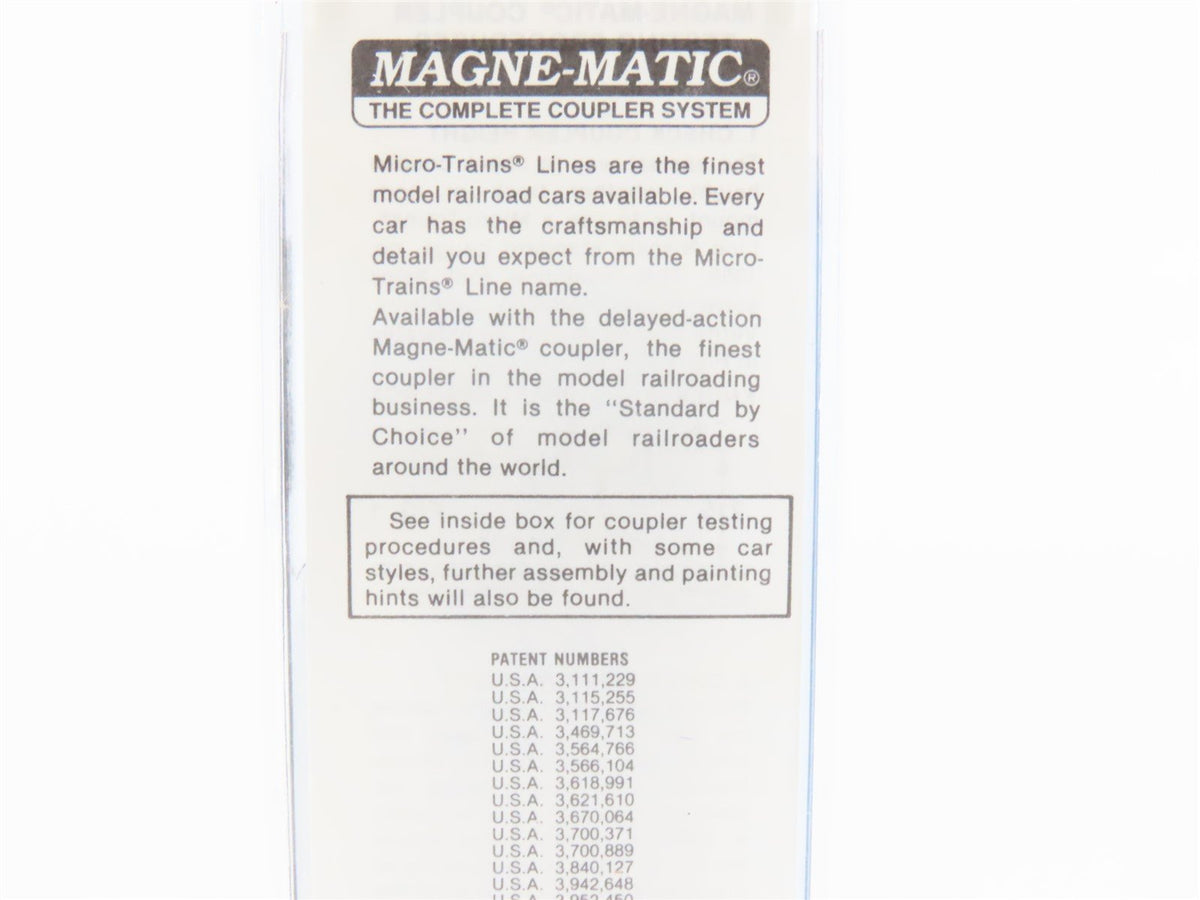 MAGNE-MATIC®
THE COMPLETE COUPLER SYSTEM
Micro-Trains® Lines are the finest
model railroad cars available. Every
car has the craftsmanship and
detail you expect from the Micro-
Trains® Line name.
Available with the delayed-action
Magne-Matic® coupler, the finest
coupler in the model railroading
business. It is the “Standard by
Choice” of model railroaders
around the world.
See inside box for coupler testing
procedures and, with some car
styles, further assembly and painting
hints will also be found.
PATENT NUMBERS
U.S.A. 3,111,229
U.S.A. 3,115,255
U.S.A. 3,117,676
U.S.A. 3,469,713
U.S.A. 3,564,766
U.S.A. 3,566,104
U.S.A. 3,618,991
U.S.A. 3,621,610
U.S.A. 3,670,064
U.S.A. 3,700,371
U.S.A. 3,700,889
U.S.A. 3,840,127
U.S.A. 3,942,648
U.S.A.